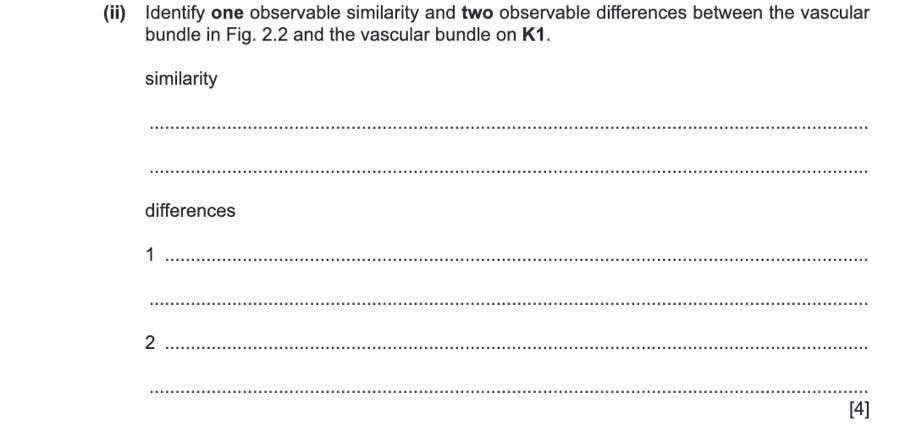 (ii) Identify one observable similarity and two observable differences between the vascular
bundle in Fig. 2.2 and the vascular bundle on K1.
similarity
differences
1
2
[4]